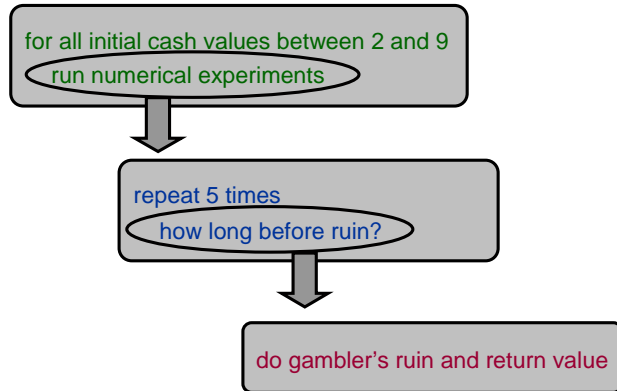 for all initial cash values between 2 and 9
run numerical experiments
repeat 5 times
how long before ruin?
do gambler's ruin and return value